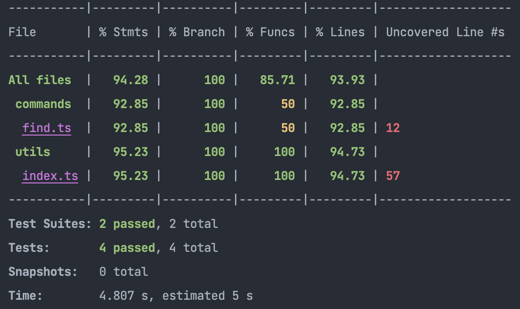 -----------|---------|----------|---------|---------|-------------------
File       | % Stmts | % Branch | % Funcs | % Lines | Uncovered Line #s
-----------|---------|----------|---------|---------|-------------------
All files  |   94.28 |      100 |   85.71 |   93.93 |
 commands  |   92.85 |      100 |      50 |   92.85 |
  find.ts  |   92.85 |      100 |      50 |   92.85 | 12
 utils     |   95.23 |      100 |     100 |   94.73 |
  index.ts |   95.23 |      100 |     100 |   94.73 | 57
-----------|---------|----------|---------|---------|-------------------
Test Suites: 2 passed, 2 total
Tests:       4 passed, 4 total
Snapshots:   0 total
Time:        4.807 s, estimated 5 s